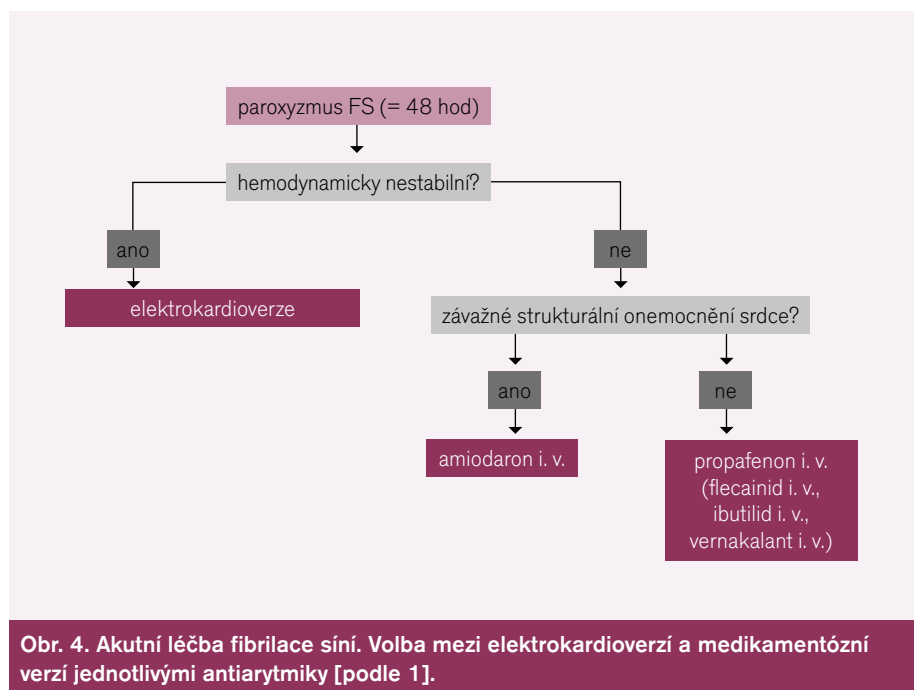 paroxyzmus FS (= 48 hod)
hemodynamicky nestabilní?
ano
ne
elektrokardioverze
závažné strukturální onemocnění srdce?
ano
ne
amiodaron i. v.
propafenon i. v.
(flecainid i. v.,
ibutilid i. v.,
vernakalant i. v.)
Obr. 4. Akutní léčba fibrilace síní. Volba mezi elektrokardioverzí a medikamentózní
verzí jednotlivými antiarytmiky [podle 1].